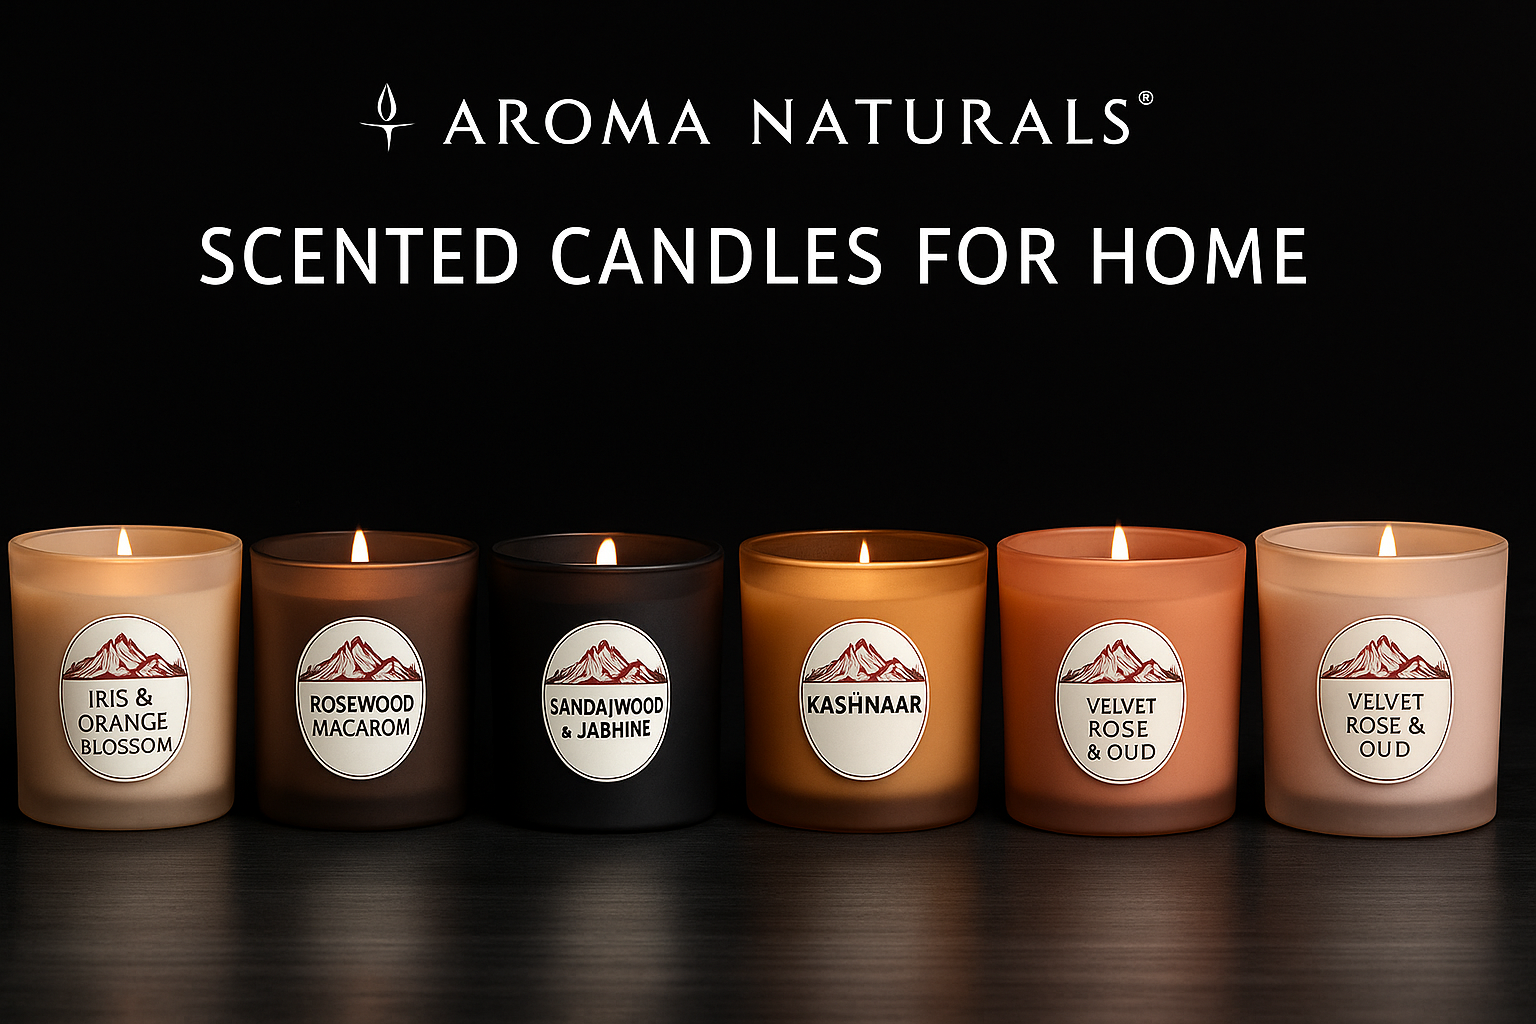 AROMA NATURALS®
SCENTED CANDLES FOR HOME
IRIS &
ORANGE
BLOSSOM
ROSEWOOD
MACAROM
SANDAJWOOD
& JABHINE
KASḦNAAR
VELVET
ROSE
& OUD
VELVET
ROSE &
OUD